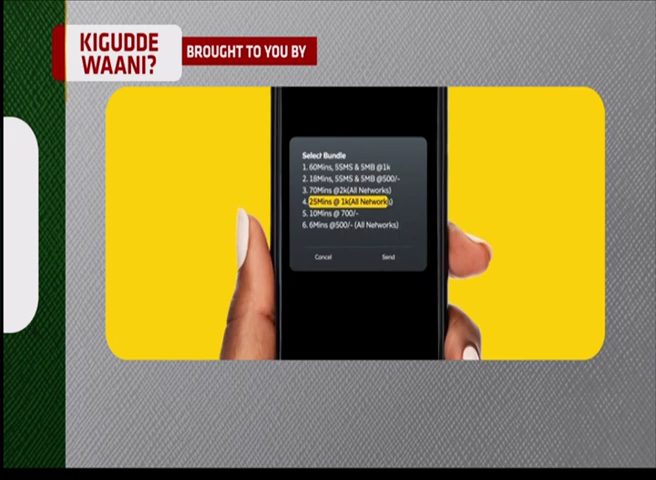 KIGUDDE
WAANI?
BROUGHT TO YOU BY
Select Bundle
1. 60Mins, 5SMS & 5MB @1k
2. 18Mins, 5SMS & 5MB @500/-
3. 70Mins @2k(All Networks)
4. 25Mins @ 1k(All Networks)
5. 10Mins @ 700/-
6. 6Mins @500/- (All Networks)
Cancel
Send